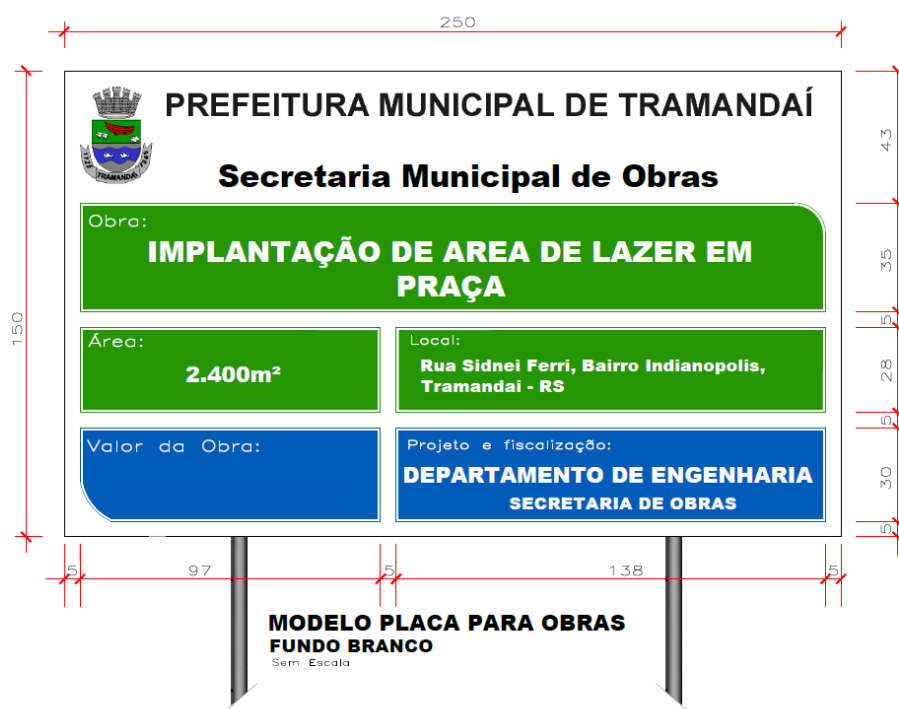 250
PREFEITURA MUNICIPAL DE TRAMANDAÍ
Secretaria Municipal de Obras
TRAMANDAÍ
43
Obra:
IMPLANTAÇÃO DE AREA DE LAZER EM
PRAÇA
35
150
5
Área:
2.400m²
Local:
Rua Sidnei Ferri, Bairro Indianopolis,
Tramandai - RS
28
5
Valor da Obra:
Projeto e fiscalização:
DEPARTAMENTO DE ENGENHARIA
SECRETARIA DE OBRAS
30
5
5
97
5
138
5
MODELO PLACA PARA OBRAS
FUNDO BRANCO
Sem Escala